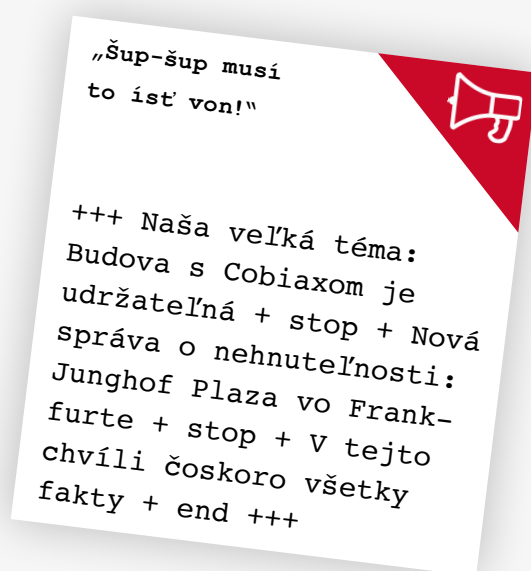 „Šup-šup musí
to ísť von!“
+++ Naša veľká téma:
Budova s Cobiaxom je
udržateľná + stop + Nová
správa o nehnuteľnosti:
Junghof Plaza vo Frank-
furte + stop + V tejto
chvíli čoskoro všetky
fakty + end +++